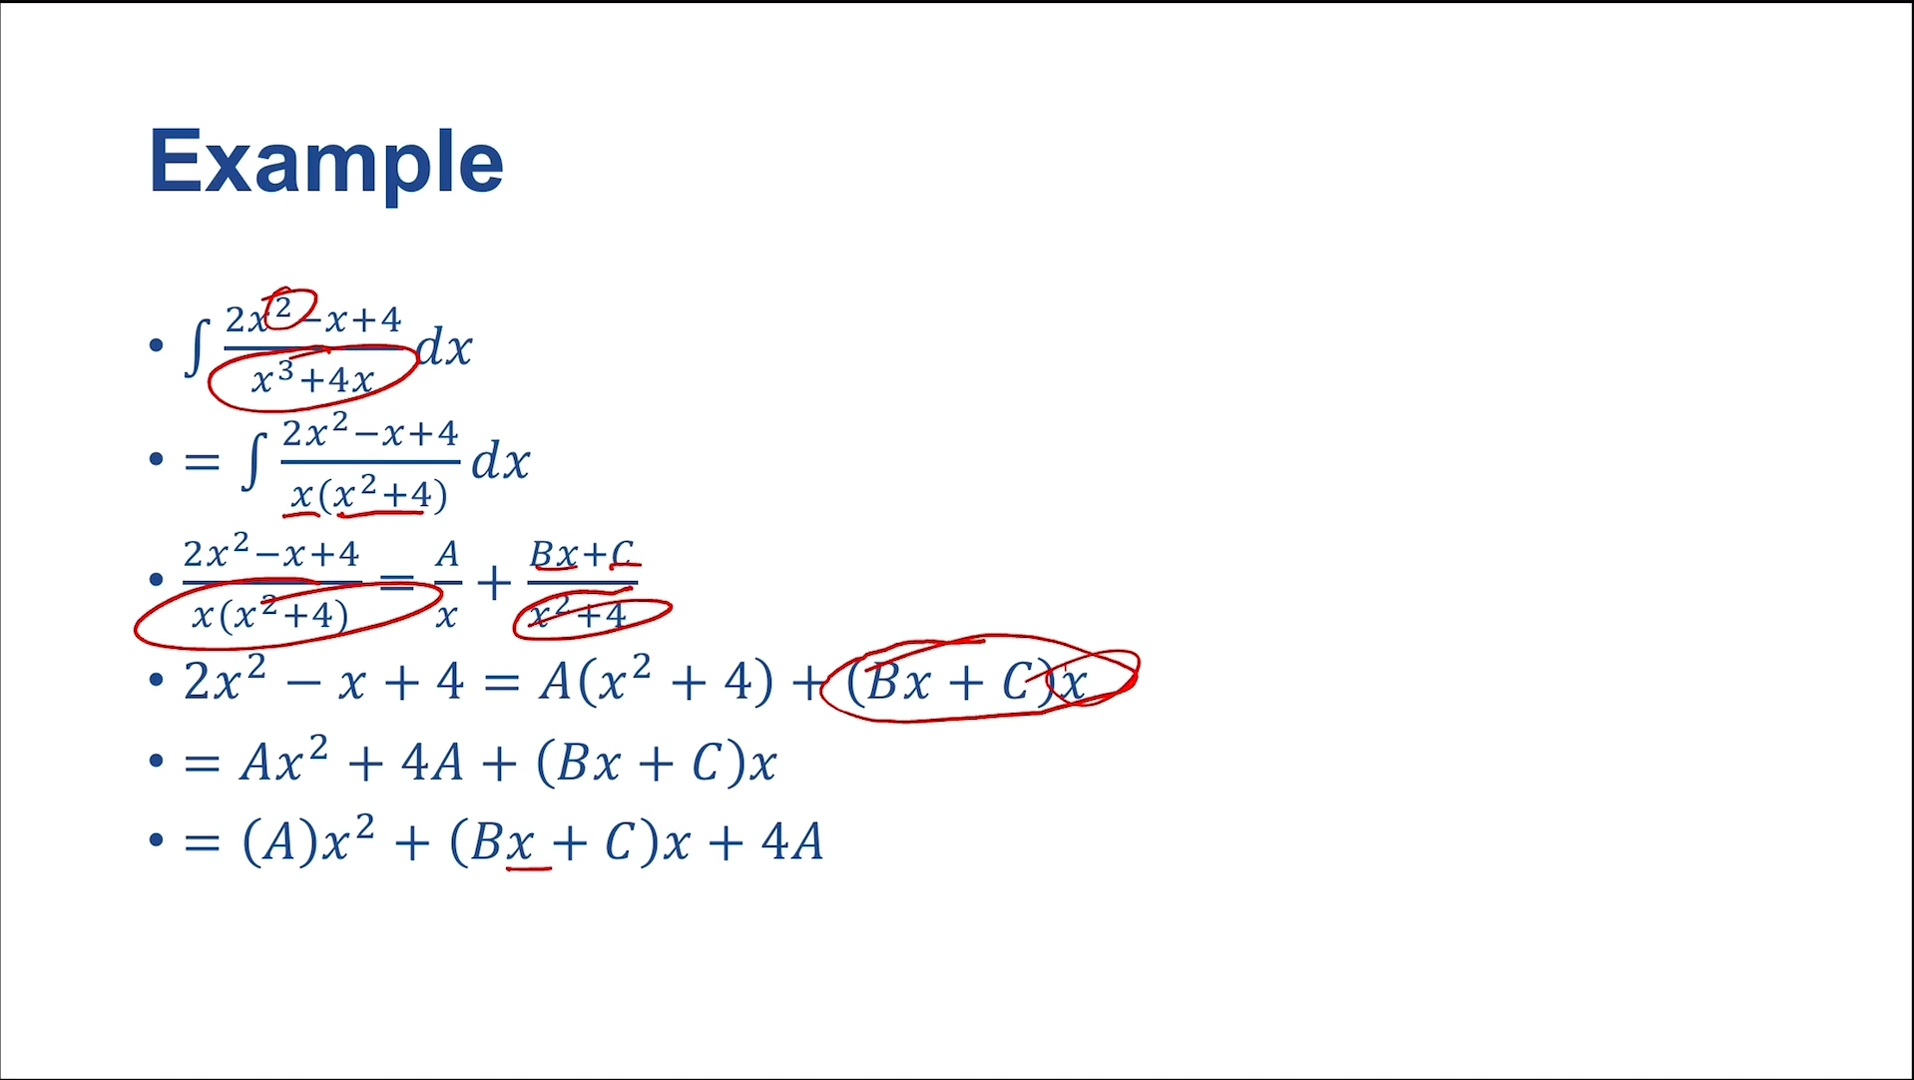 Example
• ∫ (2x² − x + 4)/(x³ + 4x) dx
• = ∫ (2x² − x + 4)/(x(x² + 4)) dx
• (2x² − x + 4)/(x(x² + 4)) = A/x + (Bx + C)/(x² + 4)
• 2x² − x + 4 = A(x² + 4) + (Bx + C)x
• = Ax² + 4A + (Bx + C)x
• = (A)x² + (Bx + C)x + 4A